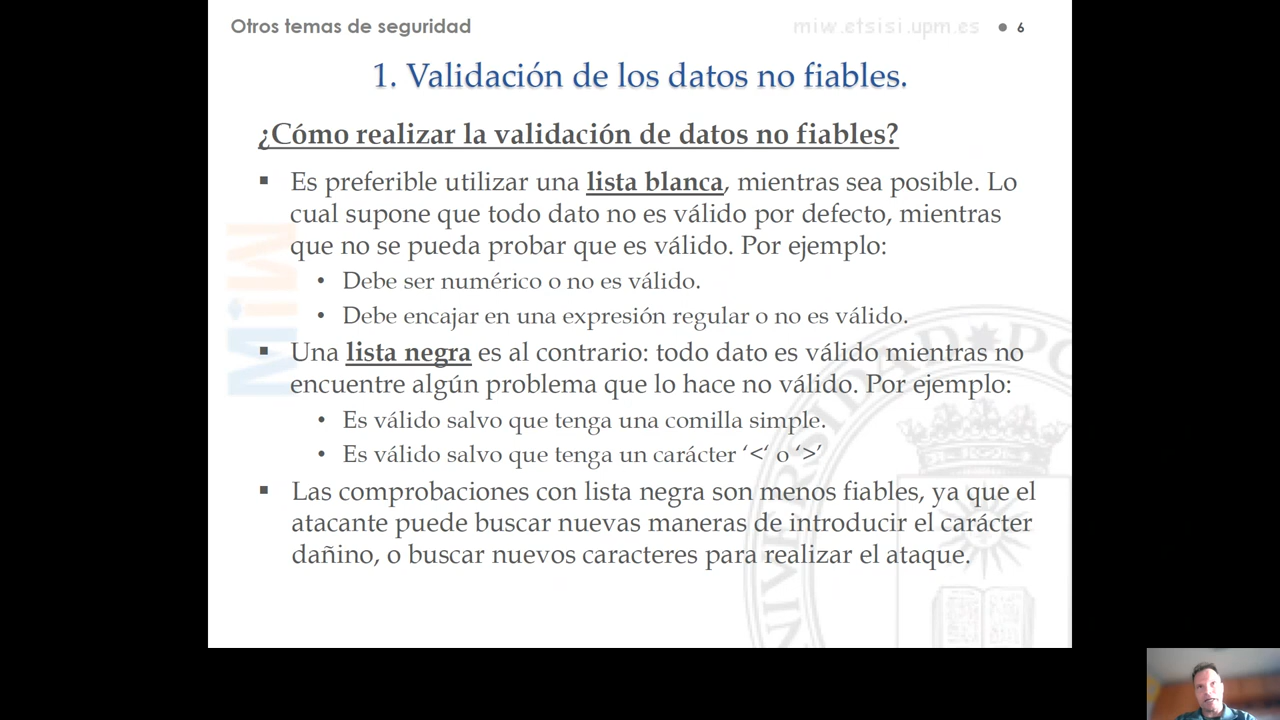 Otros temas de seguridad
miw.etsisi.upm.es ● 6
1. Validación de los datos no fiables.
¿Cómo realizar la validación de datos no fiables?
▪ Es preferible utilizar una lista blanca, mientras sea posible. Lo
cual supone que todo dato no es válido por defecto, mientras
que no se pueda probar que es válido. Por ejemplo:
• Debe ser numérico o no es válido.
• Debe encajar en una expresión regular o no es válido.
▪ Una lista negra es al contrario: todo dato es válido mientras no
encuentre algún problema que lo hace no válido. Por ejemplo:
• Es válido salvo que tenga una comilla simple.
• Es válido salvo que tenga un carácter ‘<‘ o ‘>’
▪ Las comprobaciones con lista negra son menos fiables, ya que el
atacante puede buscar nuevas maneras de introducir el carácter
dañino, o buscar nuevos caracteres para realizar el ataque.
MiW
UNIVERSIDAD PO